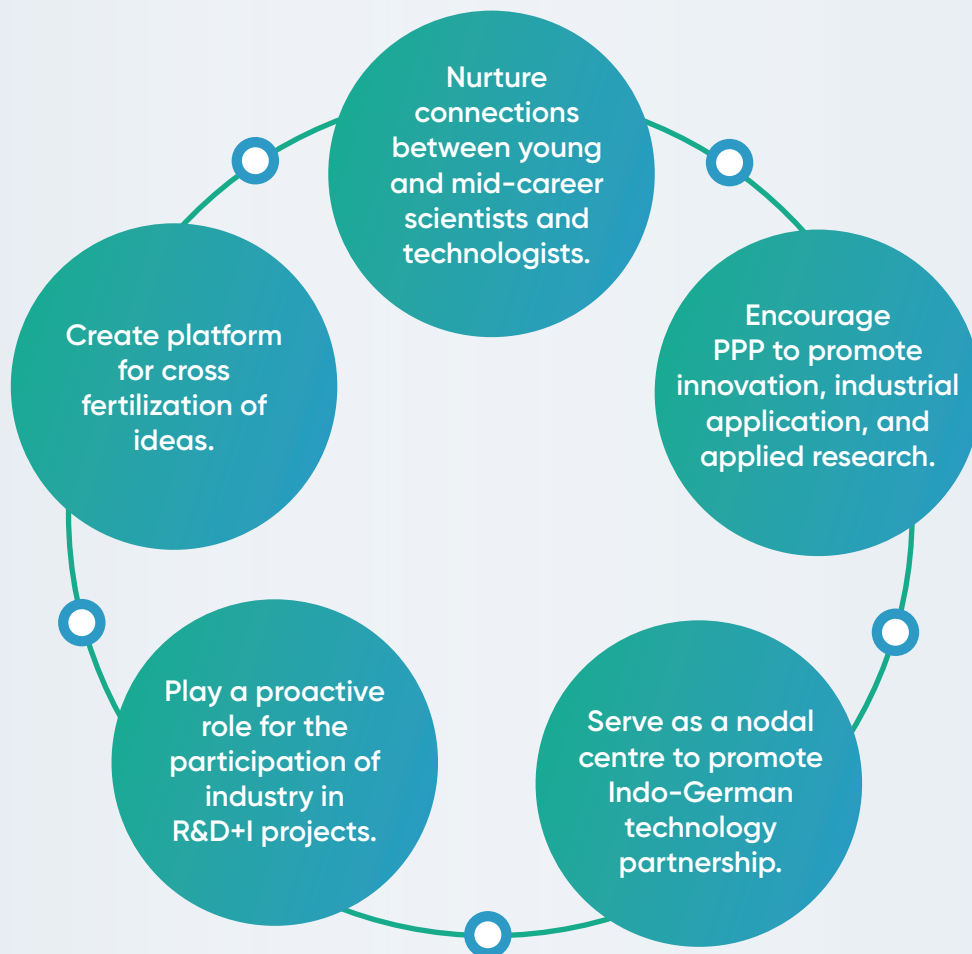 Nurture
connections
between young
and mid-career
scientists and
technologists.
Encourage
PPP to promote
innovation, industrial
application, and
applied research.
Serve as a nodal
centre to promote
Indo-German
technology
partnership.
Play a proactive
role for the
participation of
industry in
R&D+I projects.
Create platform
for cross
fertilization of
ideas.